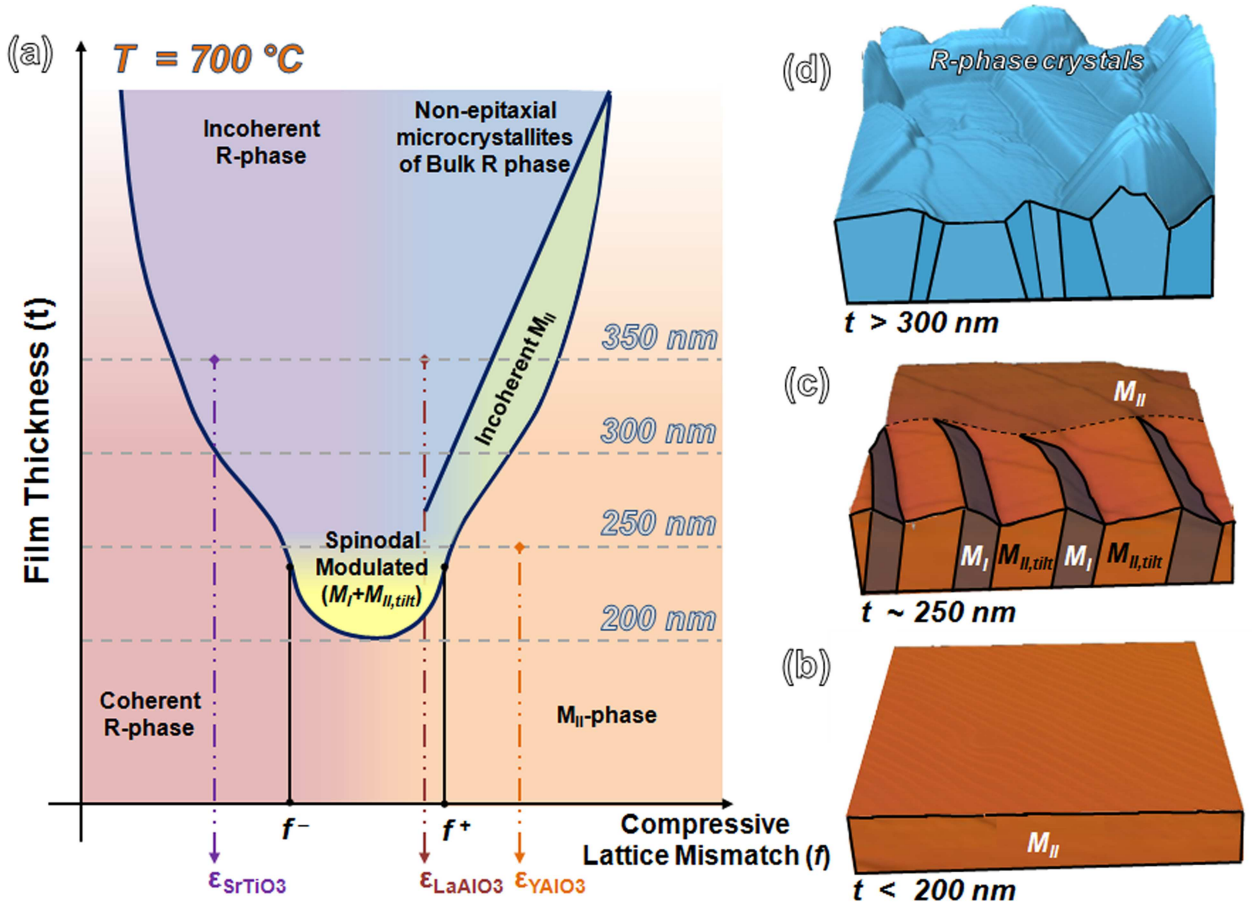 (a)
T = 700 °C
Incoherent
R-phase
Non-epitaxial
microcrystallites
of Bulk R phase
Incoherent M_II
Film Thickness (t)
350 nm
300 nm
250 nm
200 nm
Spinodal
Modulated
(M_I+M_II,tilt)
Coherent
R-phase
M_II-phase
f⁻
f⁺
Compressive
Lattice Mismatch (f)
ε_SrTiO3
ε_LaAlO3
ε_YAlO3
(d)
R-phase crystals
t > 300 nm
(c)
M_II
M_I
M_II,tilt
M_I
M_II,tilt
t ~ 250 nm
(b)
M_II
t < 200 nm